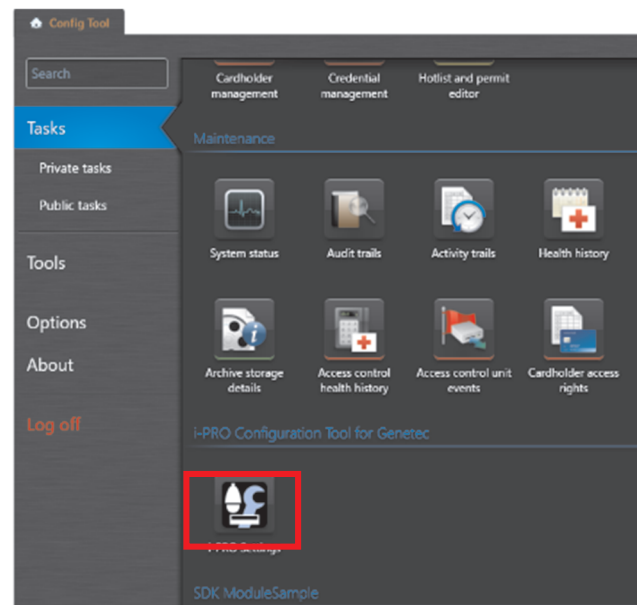 Config Tool
Search
Tasks
Private tasks
Public tasks
Tools
Options
About
Log off
Cardholder
management
Credential
management
Hotlist and permit
editor
Maintenance
System status
Audit trails
Activity trails
Health history
Archive storage
details
Access control
health history
Access control unit
events
Cardholder access
rights
i-PRO Configuration Tool for Genetec
i-PRO Settings
SDK ModuleSample